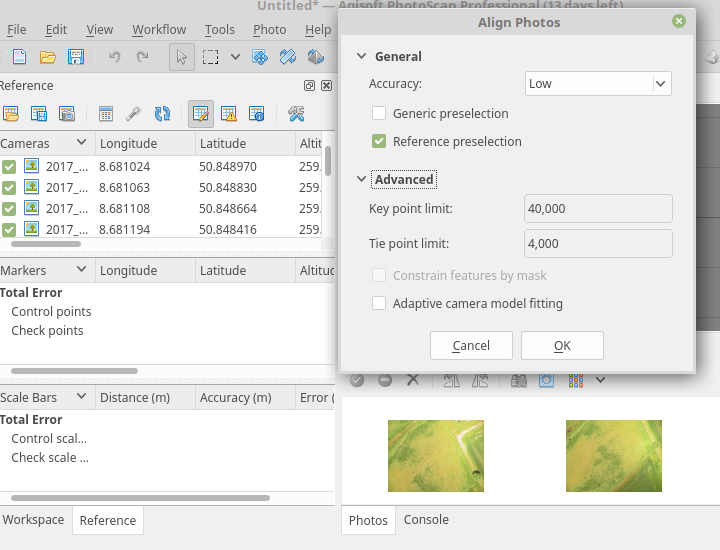 Untitled* — Agisoft PhotoScan Professional (13 days left)
File Edit View Workflow Tools Photo Help
Reference
Cameras Longitude Latitude Altit
2017_... 8.681024 50.848970 259.
2017_... 8.681063 50.848830 259.
2017_... 8.681108 50.848664 259.
2017_... 8.681194 50.848416 259.
Markers Longitude Latitude Altitud
Total Error
Control points
Check points
Scale Bars Distance (m) Accuracy (m) Error (
Total Error
Control scal...
Check scale ...
Workspace Reference
Align Photos
General
Accuracy: Low
Generic preselection
Reference preselection
Advanced
Key point limit: 40,000
Tie point limit: 4,000
Constrain features by mask
Adaptive camera model fitting
Cancel OK
Photos Console